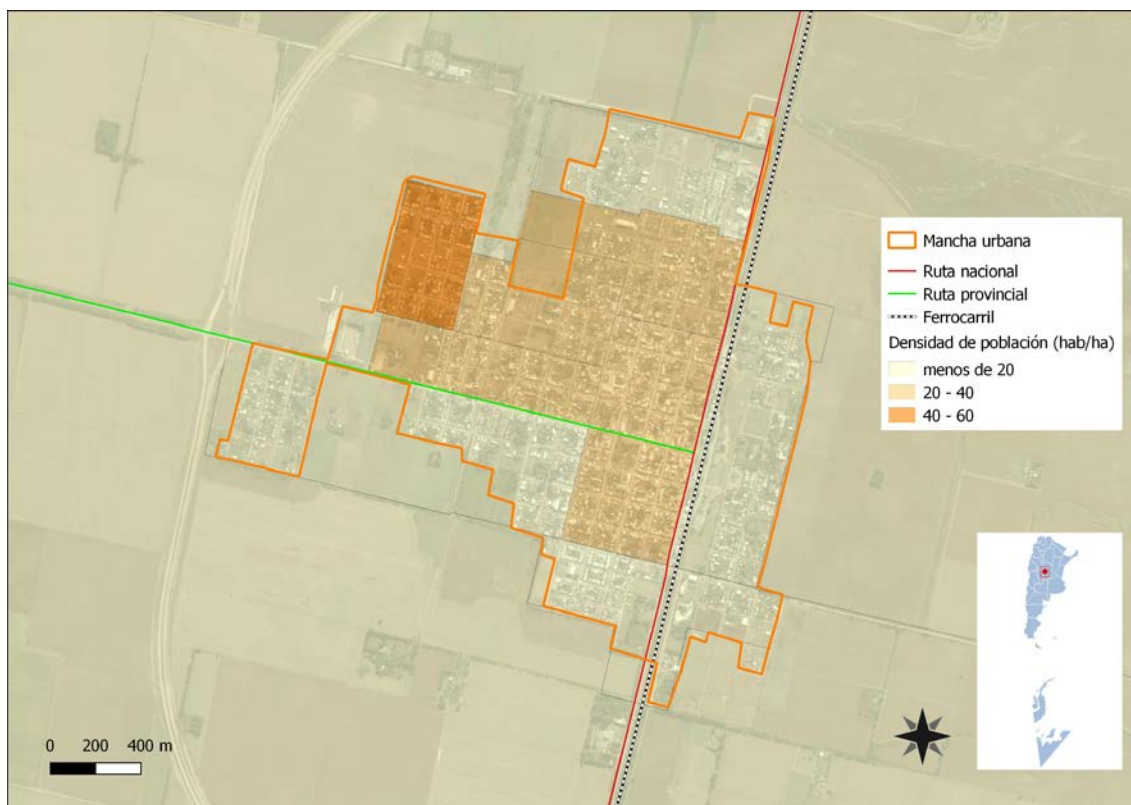 Mancha urbana
Ruta nacional
Ruta provincial
Ferrocarril
Densidad de población (hab/ha)
menos de 20
20 - 40
40 - 60
0 200 400 m